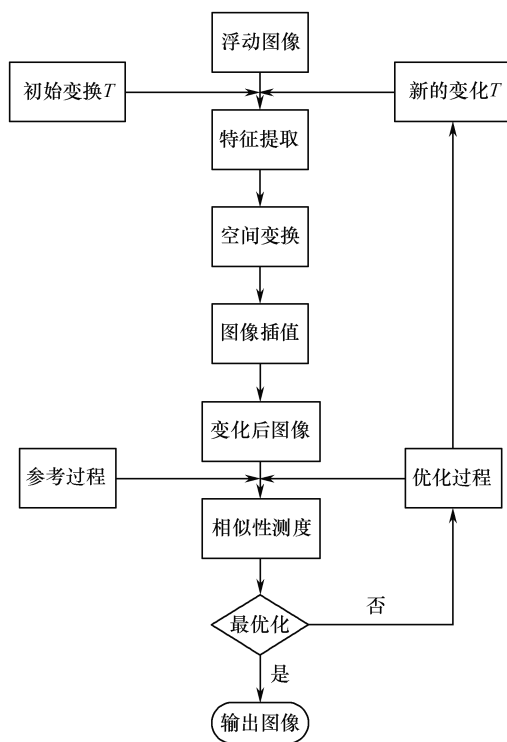 浮动图像
初始变换T
新的变化T
特征提取
空间变换
图像插值
变化后图像
参考过程
优化过程
相似性测度
最优化
否
是
输出图像